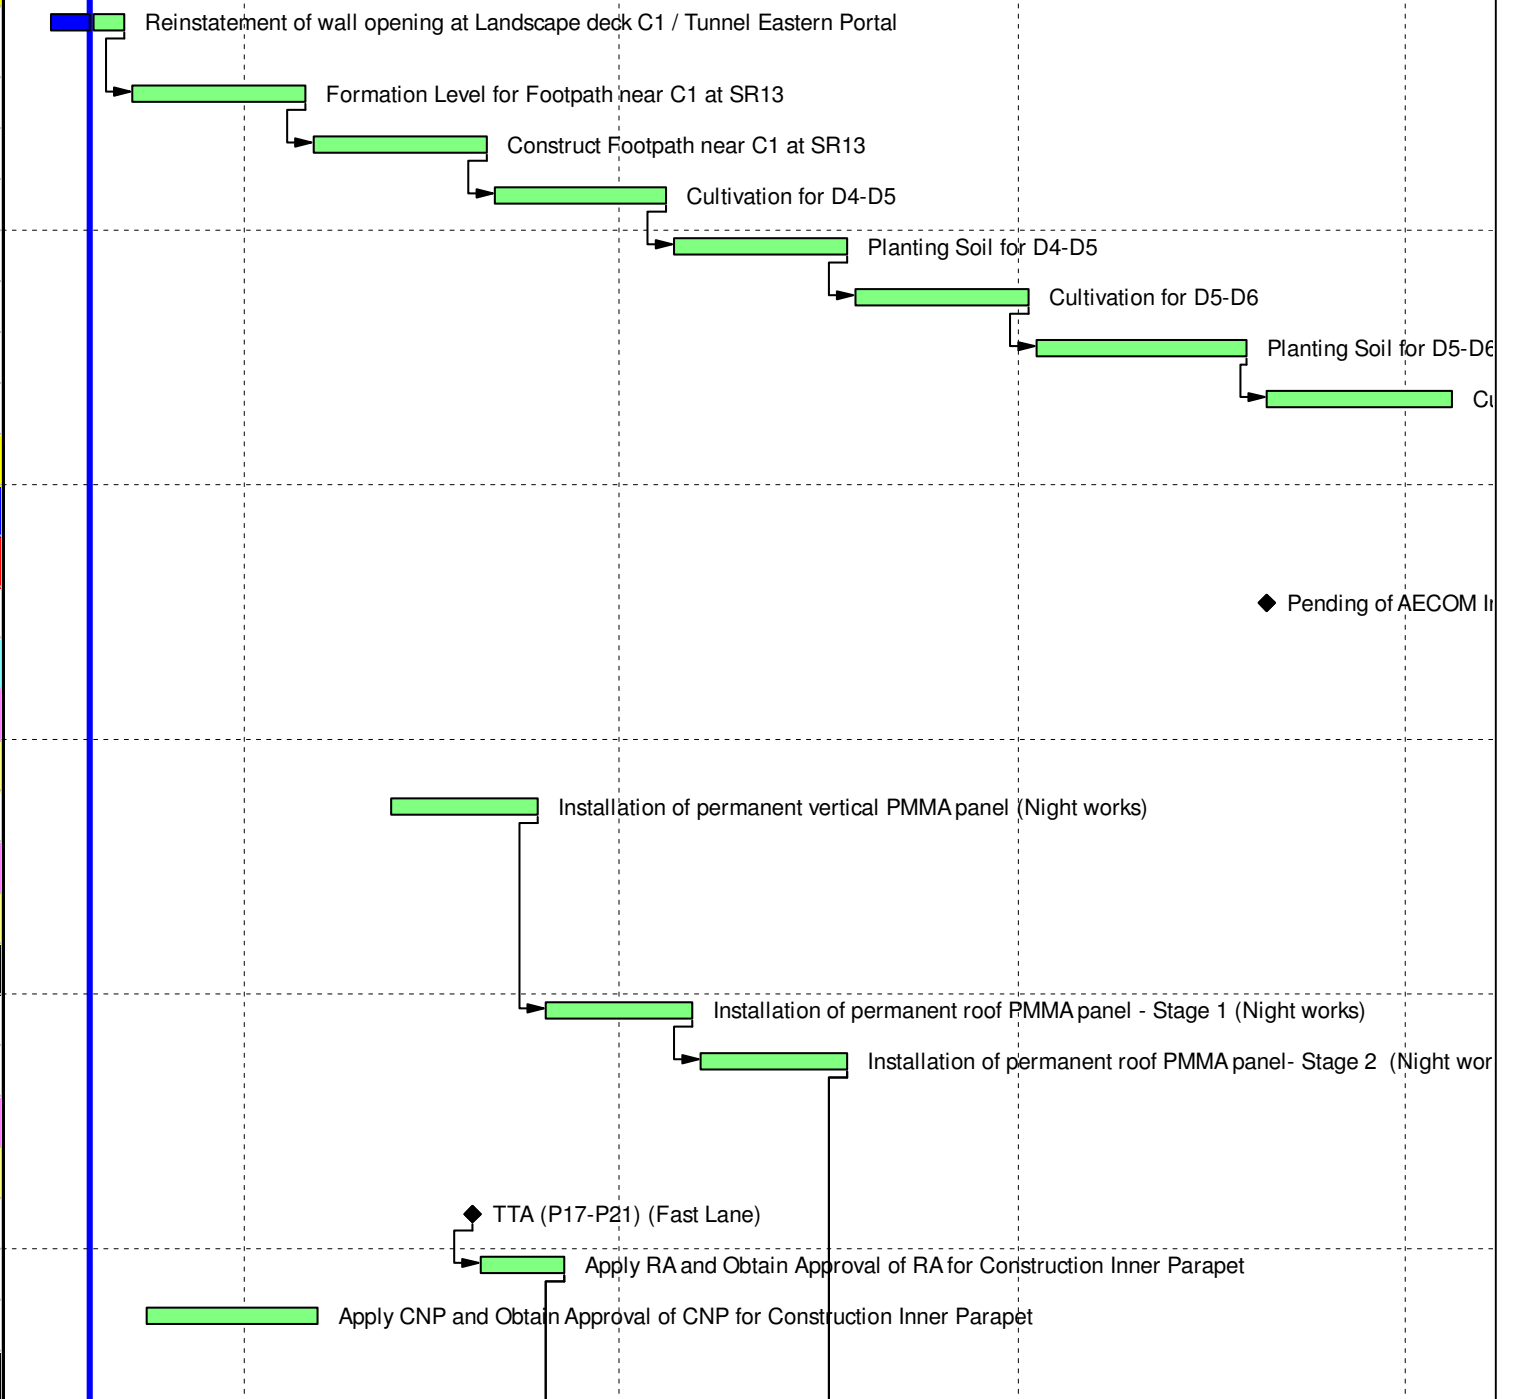 Reinstatement of wall opening at Landscape deck C1 / Tunnel Eastern Portal
Formation Level for Footpath near C1 at SR13
Construct Footpath near C1 at SR13
Cultivation for D4-D5
Planting Soil for D4-D5
Cultivation for D5-D6
Planting Soil for D5-D6
Pending of AECOM
Installation of permanent vertical PMMA panel (Night works)
Installation of permanent roof PMMA panel - Stage 1 (Night works)
Installation of permanent roof PMMA panel- Stage 2 (Night wor
TTA (P17-P21) (Fast Lane)
Apply RA and Obtain Approval of RA for Construction Inner Parapet
Apply CNP and Obtain Approval of CNP for Construction Inner Parapet